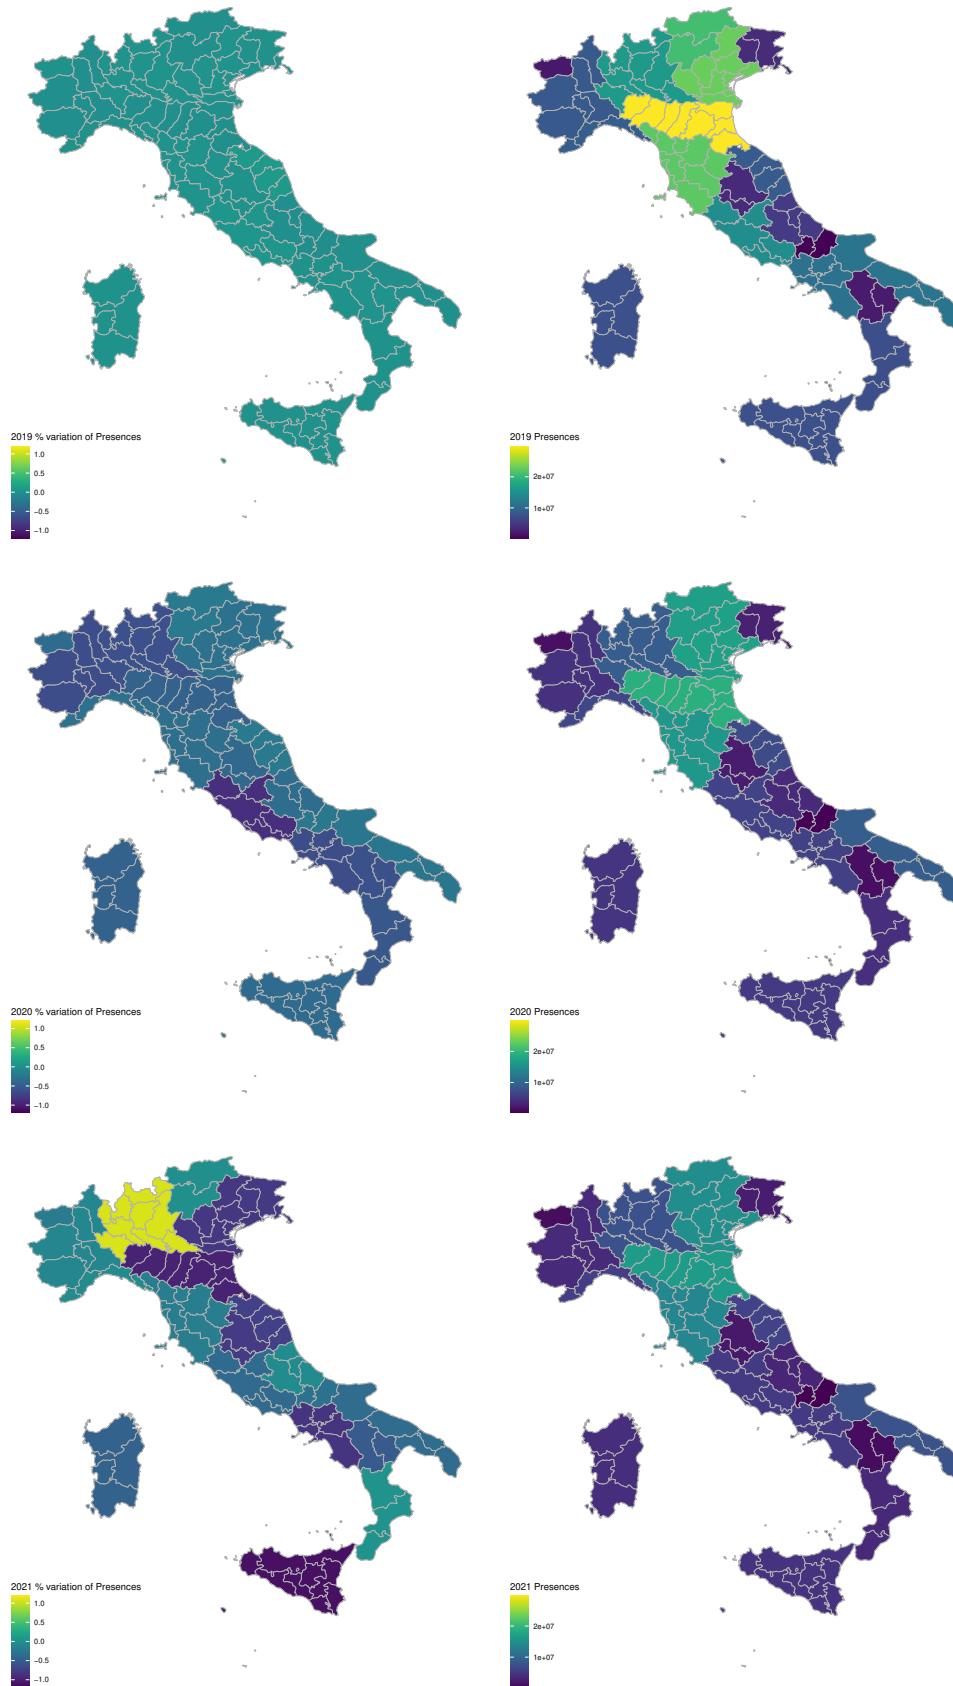 2019 % variation of Presences
1.0
0.5
0.0
−0.5
−1.0
2019 Presences
2e+07
1e+07
2020 % variation of Presences
1.0
0.5
0.0
−0.5
−1.0
2020 Presences
2e+07
1e+07
2021 % variation of Presences
1.0
0.5
0.0
−0.5
−1.0
2021 Presences
2e+07
1e+07